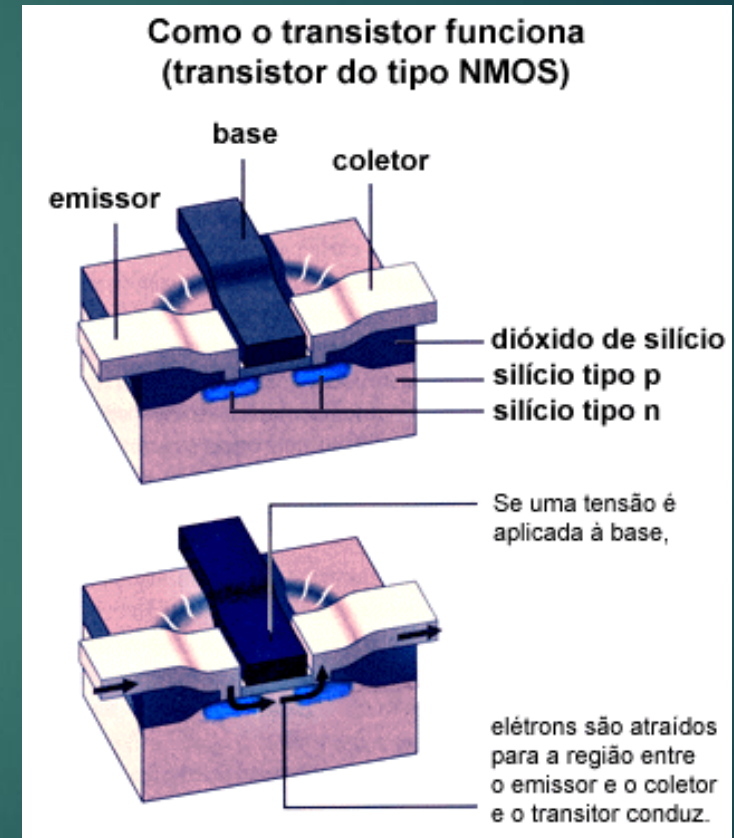 Como o transistor funciona
(transistor do tipo NMOS)
base
coletor
emissor
dióxido de silício
silício tipo p
silício tipo n
Se uma tensão é
aplicada à base,
elétrons são atraídos
para a região entre
o emissor e o coletor
e o transitor conduz.